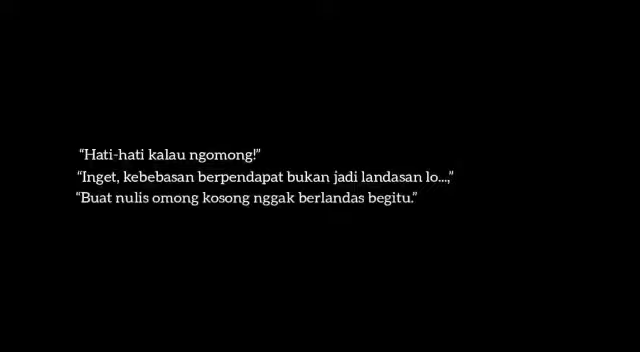 “Hati-hati kalau ngomong!”
“Inget, kebebasan berpendapat bukan jadi landasan lo...,”
“Buat nulis omong kosong nggak berlandas begitu.”